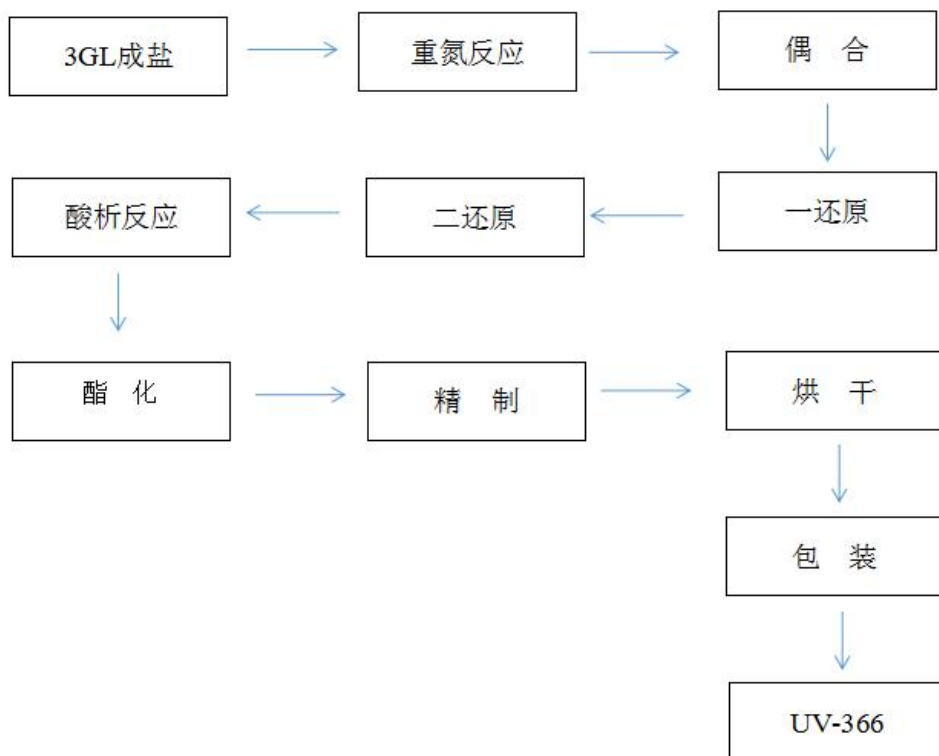 3GL成盐
重氮反应
偶 合
一还原
二还原
酸析反应
酯 化
精 制
烘 干
包 装
UV-366